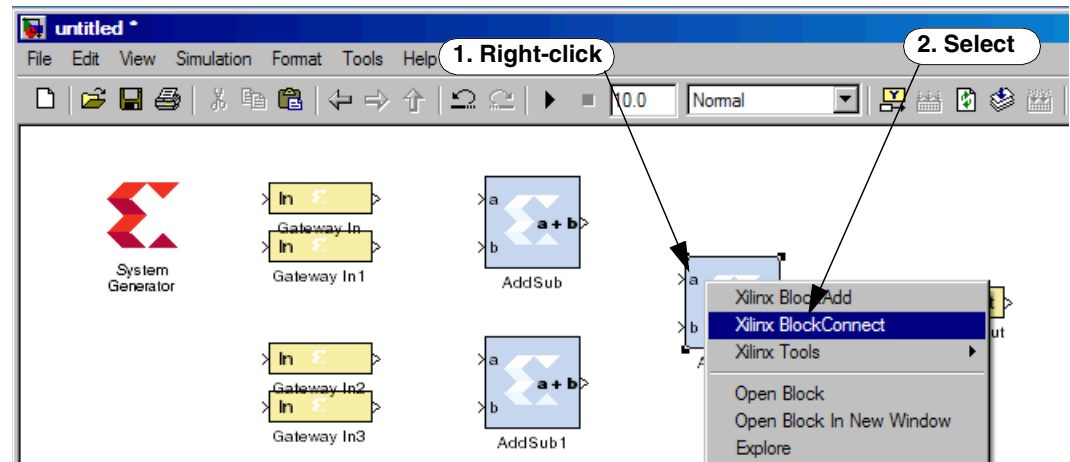 untitled *
File Edit View Simulation Format Tools Help
1. Right-click
2. Select
10.0 Normal
In
Gateway In
In
Gateway In1
System
Generator
a
b
a + b
AddSub
a
b
Xilinx BlockAdd
Xilinx BlockConnect
Xilinx Tools
Open Block
Open Block In New Window
Explore
t
ut
In
Gateway In2
In
Gateway In3
a
b
a + b
AddSub1